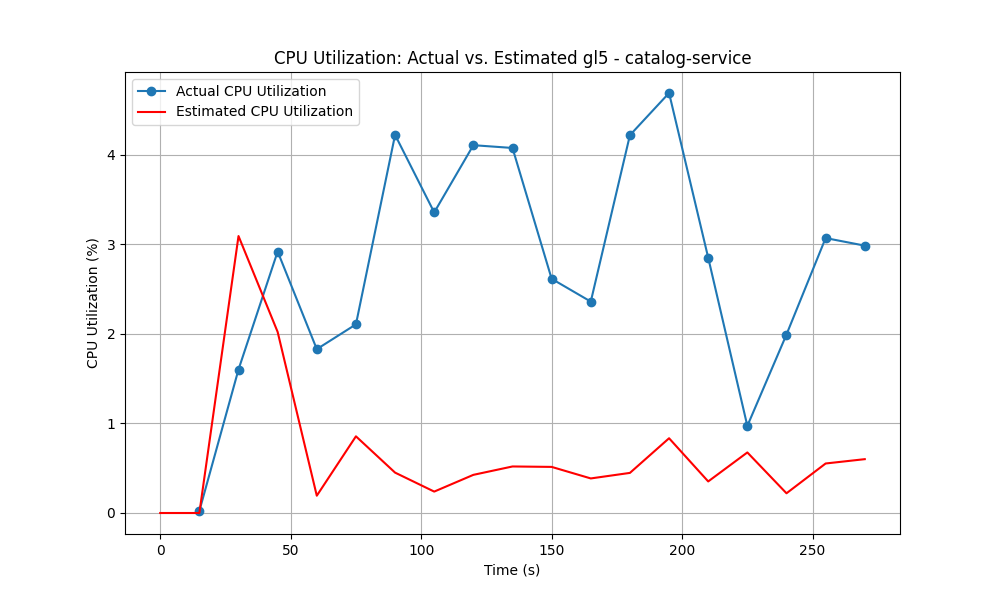 CPU Utilization: Actual vs. Estimated gl5 - catalog-service
Actual CPU Utilization
Estimated CPU Utilization
CPU Utilization (%)
4
3
2
1
0
0 50 100 150 200 250
Time (s)